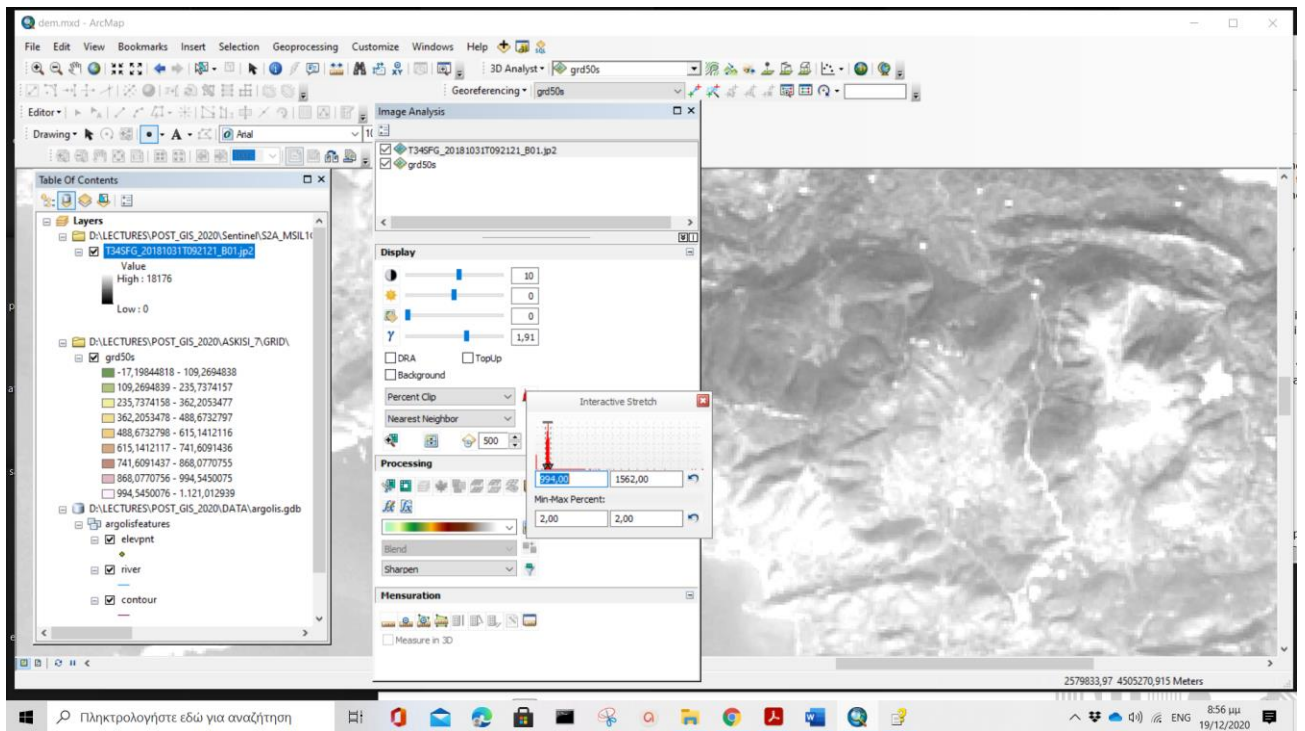 dem.mxd - ArcMap
File Edit View Bookmarks Insert Selection Geoprocessing Customize Windows Help
3D Analyst grd50s
Georeferencing grd50s
Editor
Drawing A Arial
Image Analysis
T34SFG_20181031T092121_B01.jp2
grd50s
Table Of Contents
Layers
D:\LECTURES\POST_GIS_2020\Sentinel\S2A_MSIL1
T34SFG_20181031T092121_B01.jp2
Value
High : 18176
Low : 0
D:\LECTURES\POST_GIS_2020\ASKISI_7\GRID\
grd50s
-17,19844818 - 109,2694838
109,2694839 - 235,7374157
235,7374158 - 362,2053477
362,2053478 - 488,6732797
488,6732798 - 615,1412116
615,1412117 - 741,6091436
741,6091437 - 868,0770755
868,0770756 - 994,5450075
994,5450076 - 1.121,012939
D:\LECTURES\POST_GIS_2020\DATA\argolis.gdb
argolisfeatures
elevpnt
river
contour
Display
10
0
0
γ 1,91
DRA TopUp
Background
Percent Clip
Nearest Neighbor
500
Processing
Blend
Sharpen
Mensuration
Measure in 3D
Interactive Stretch
994,00 1562,00
Min-Max Percent:
2,00 2,00
2579833,97 4505270,915 Meters
Πληκτρολογήστε εδώ για αναζήτηση
ENG
8:56 μμ
19/12/2020